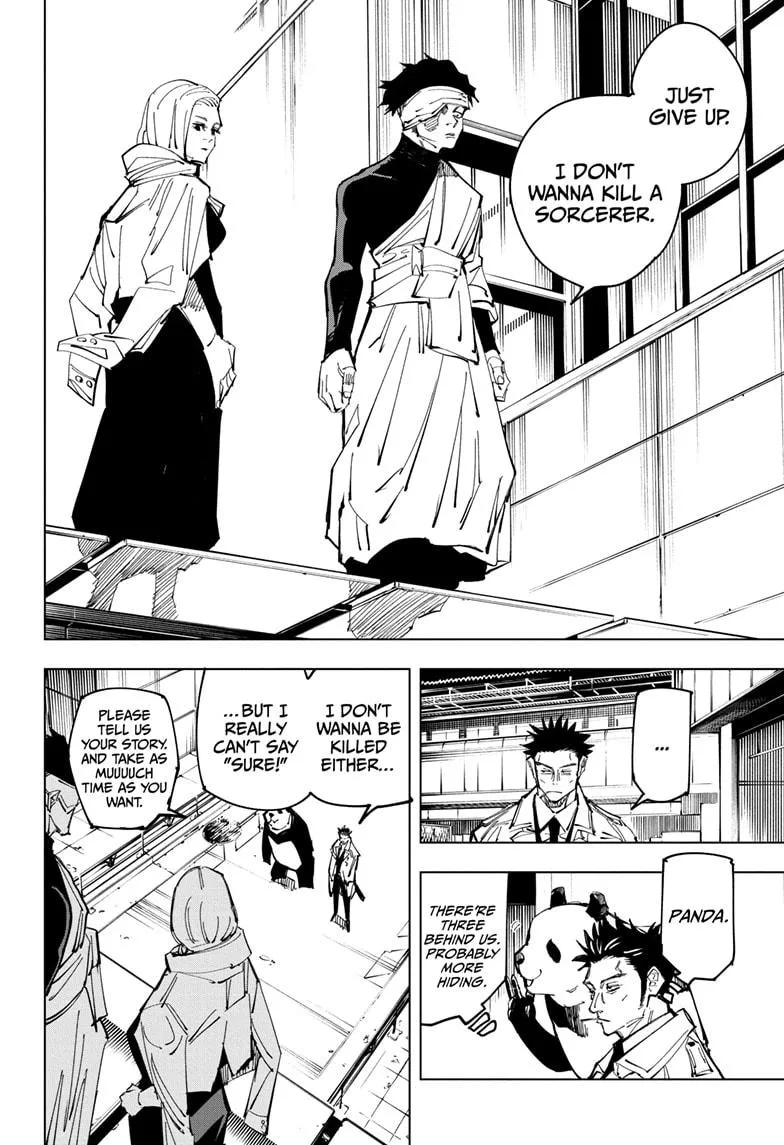 JUST
GIVE UP.
I DON'T
WANNA KILL A
SORCERER.
...
PANDA.
THERE'RE
THREE
BEHIND US.
PROBABLY
MORE
HIDING.
I DON'T
WANNA BE
KILLED
EITHER...
...BUT I
REALLY
CAN'T SAY
"SURE!"
PLEASE
TELL US
YOUR STORY.
AND TAKE AS
MUUUUCH
TIME AS YOU
WANT.